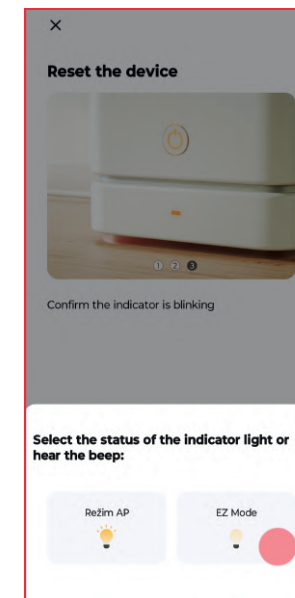 Reset the device
1 2 3
Confirm the indicator is blinking
Select the status of the indicator light or
hear the beep:
Režim AP
EZ Mode